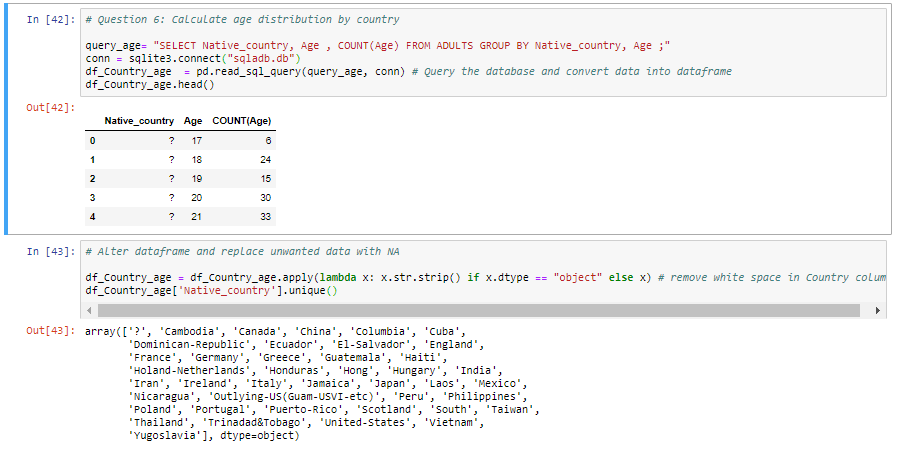 In [42]: # Question 6: Calculate age distribution by country
query_age= "SELECT Native_country, Age , COUNT(Age) FROM ADULTS GROUP BY Native_country, Age ;"
conn = sqlite3.connect("sqladb.db")
df_Country_age  = pd.read_sql_query(query_age, conn) # Query the database and convert data into dataframe
df_Country_age.head()
Out[42]:
Native_country Age COUNT(Age)
0 ? 17 6
1 ? 18 24
2 ? 19 15
3 ? 20 30
4 ? 21 33
In [43]: # Alter dataframe and replace unwanted data with NA
df_Country_age = df_Country_age.apply(lambda x: x.str.strip() if x.dtype == "object" else x) # remove white space in Country colum
df_Country_age['Native_country'].unique()
Out[43]: array(['?', 'Cambodia', 'Canada', 'China', 'Columbia', 'Cuba',
'Dominican-Republic', 'Ecuador', 'El-Salvador', 'England',
'France', 'Germany', 'Greece', 'Guatemala', 'Haiti',
'Holand-Netherlands', 'Honduras', 'Hong', 'Hungary', 'India',
'Iran', 'Ireland', 'Italy', 'Jamaica', 'Japan', 'Laos', 'Mexico',
'Nicaragua', 'Outlying-US(Guam-USVI-etc)', 'Peru', 'Philippines',
'Poland', 'Portugal', 'Puerto-Rico', 'Scotland', 'South', 'Taiwan',
'Thailand', 'Trinadad&Tobago', 'United-States', 'Vietnam',
'Yugoslavia'], dtype=object)